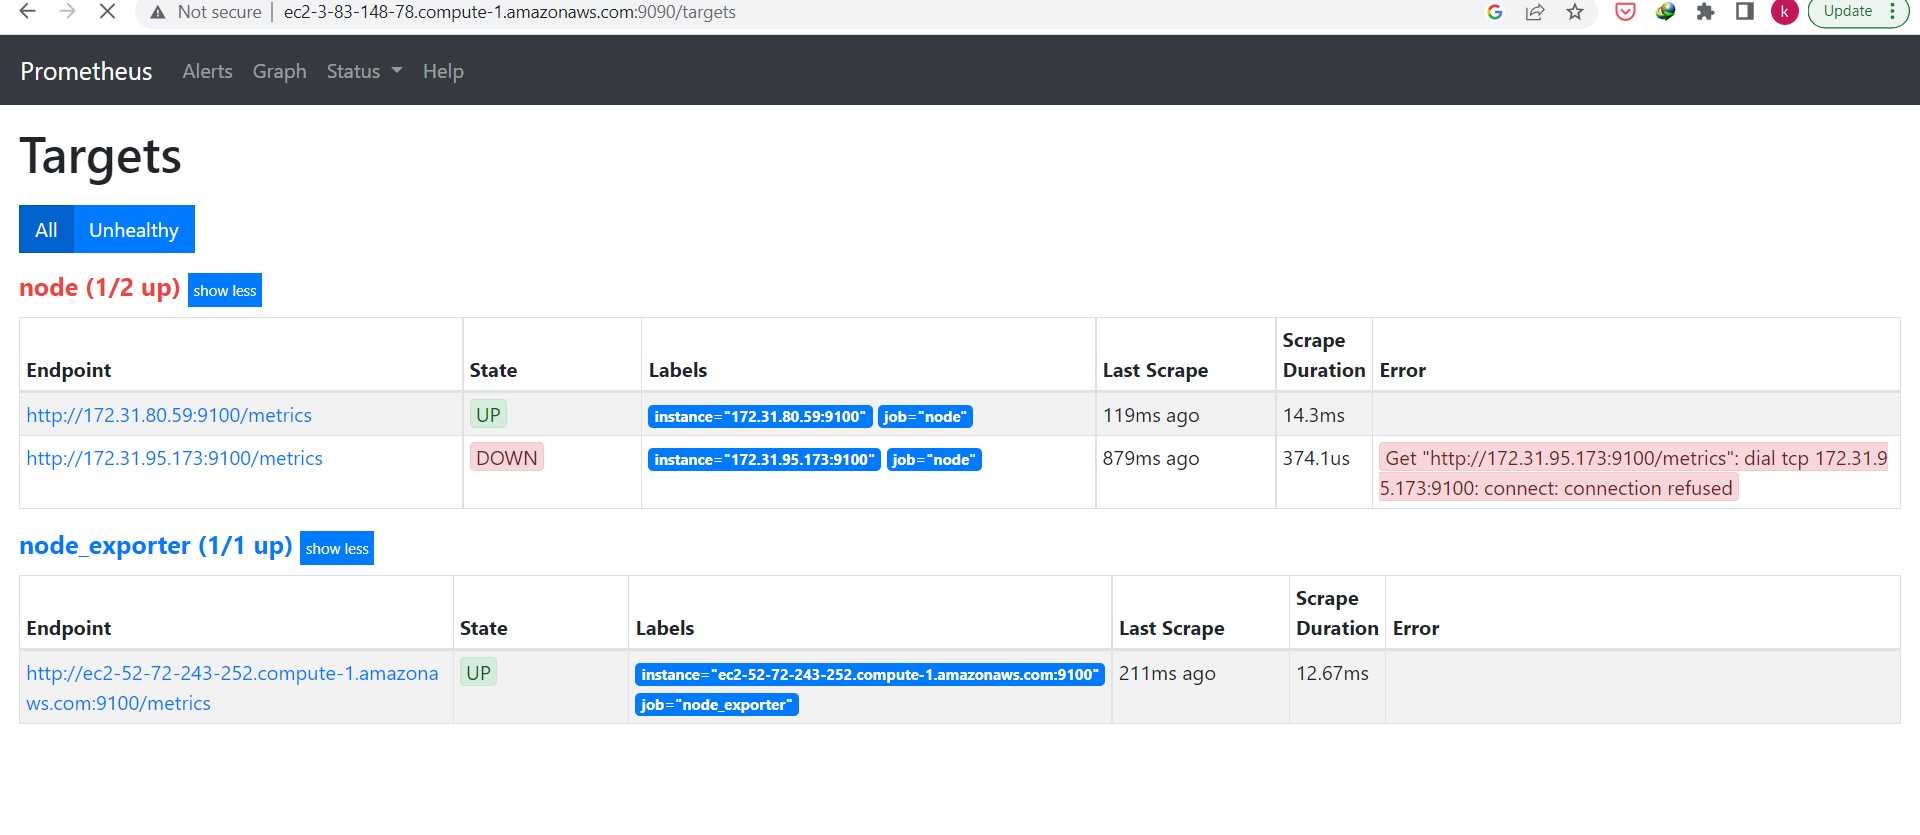 Not secure | ec2-3-83-148-78.compute-1.amazonaws.com:9090/targets
k
Update
Prometheus Alerts Graph Status Help
Targets
All Unhealthy
node (1/2 up) show less
Scrape
Endpoint State Labels Last Scrape Duration Error
http://172.31.80.59:9100/metrics UP instance="172.31.80.59:9100" job="node" 119ms ago 14.3ms
http://172.31.95.173:9100/metrics DOWN instance="172.31.95.173:9100" job="node" 879ms ago 374.1us Get "http://172.31.95.173:9100/metrics": dial tcp 172.31.9
5.173:9100: connect: connection refused
node_exporter (1/1 up) show less
Scrape
Endpoint State Labels Last Scrape Duration Error
http://ec2-52-72-243-252.compute-1.amazona UP instance="ec2-52-72-243-252.compute-1.amazonaws.com:9100" 211ms ago 12.67ms
ws.com:9100/metrics job="node_exporter"